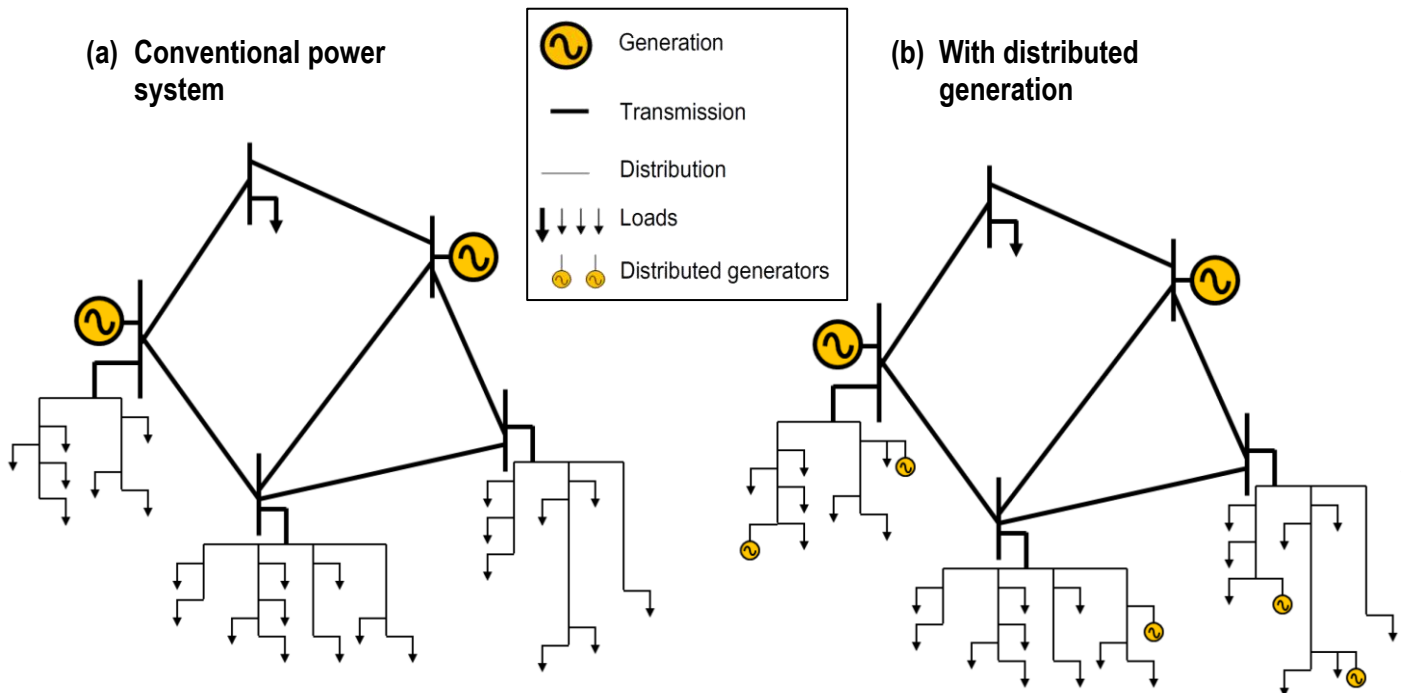 (a) Conventional power
system
Generation
Transmission
Distribution
Loads
Distributed generators
(b) With distributed
generation